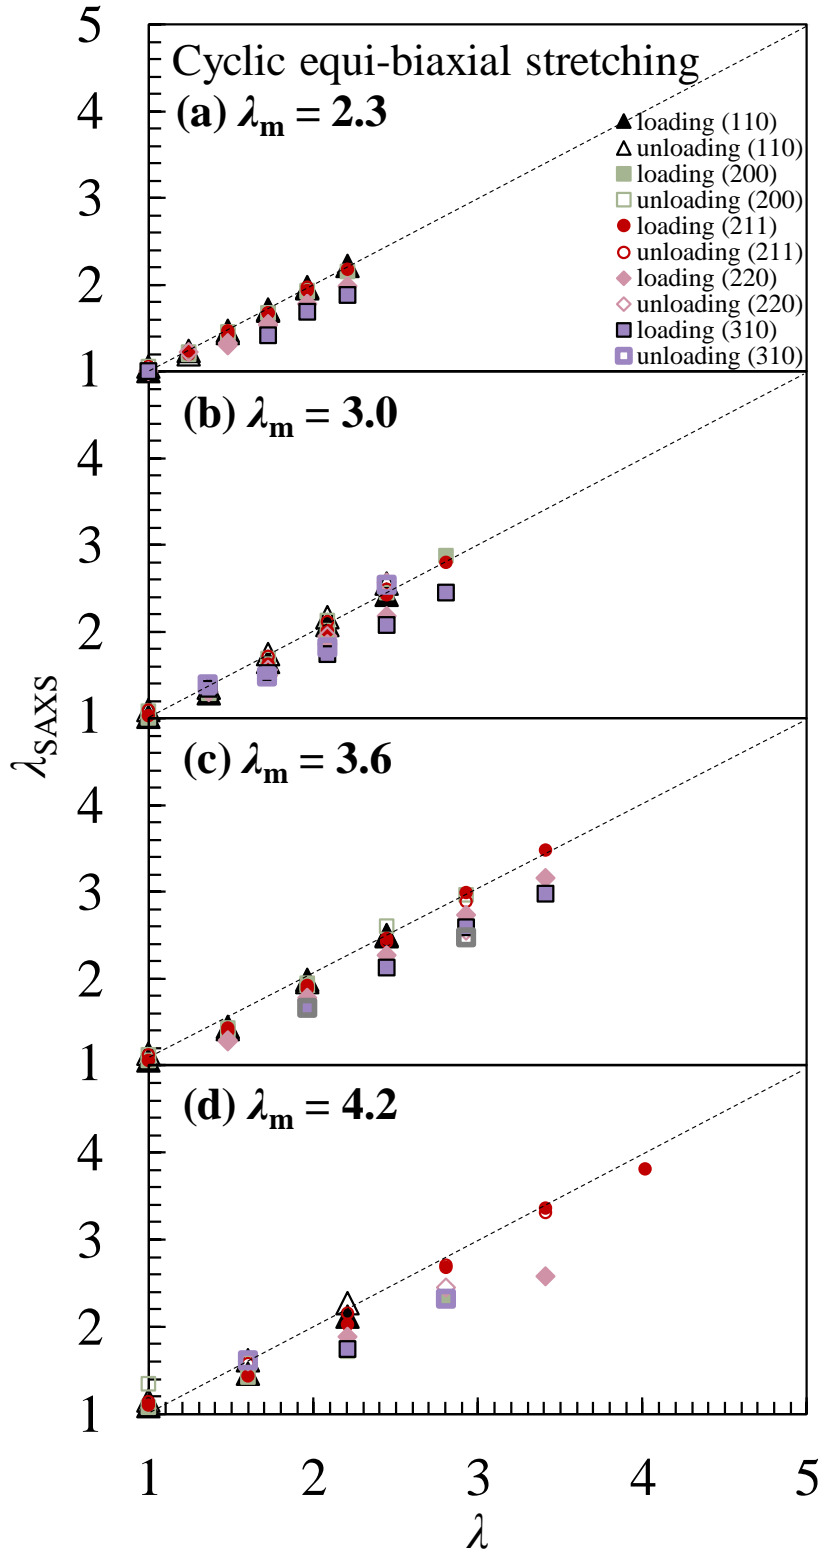 5
Cyclic equi-biaxial stretching
(a) λm = 2.3
4
loading (110)
unloading (110)
loading (200)
unloading (200)
loading (211)
unloading (211)
loading (220)
unloading (220)
loading (310)
unloading (310)
3
2
1
(b) λm = 3.0
4
3
2
1
λSAXS
(c) λm = 3.6
4
3
2
1
(d) λm = 4.2
4
3
2
1
1 2 3 4 5
λ